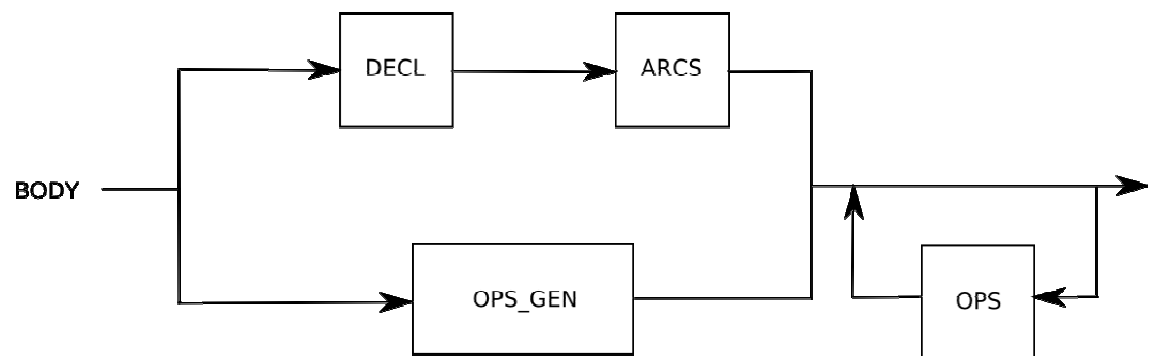 DECL
ARCS
BODY
OPS_GEN
OPS